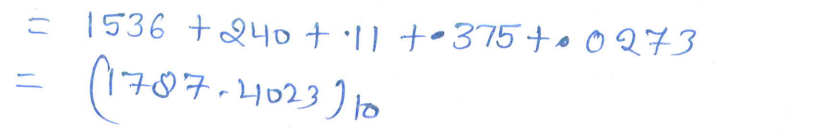 = 1536 + 240 + ·11 + ·375 + · 0273
= (1787.4023)10